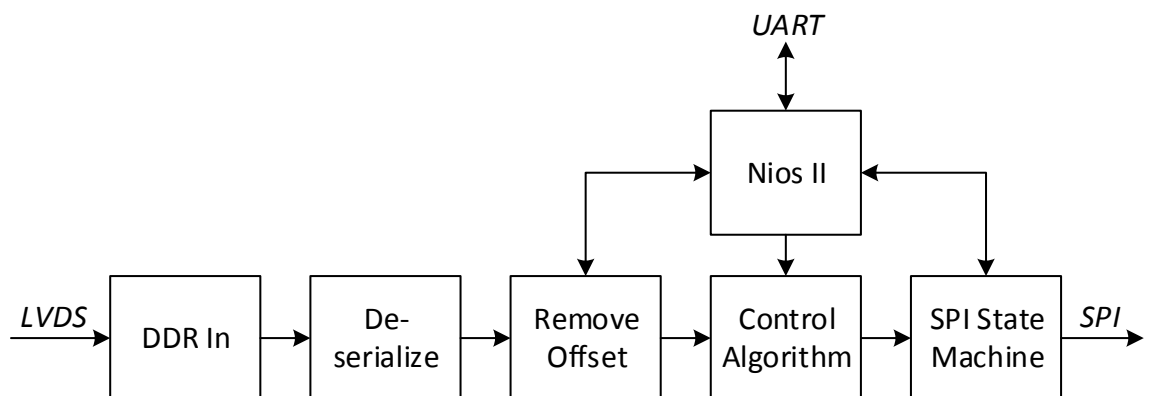 UART
Nios II
LVDS
DDR In
De-
serialize
Remove
Offset
Control
Algorithm
SPI State
Machine
SPI